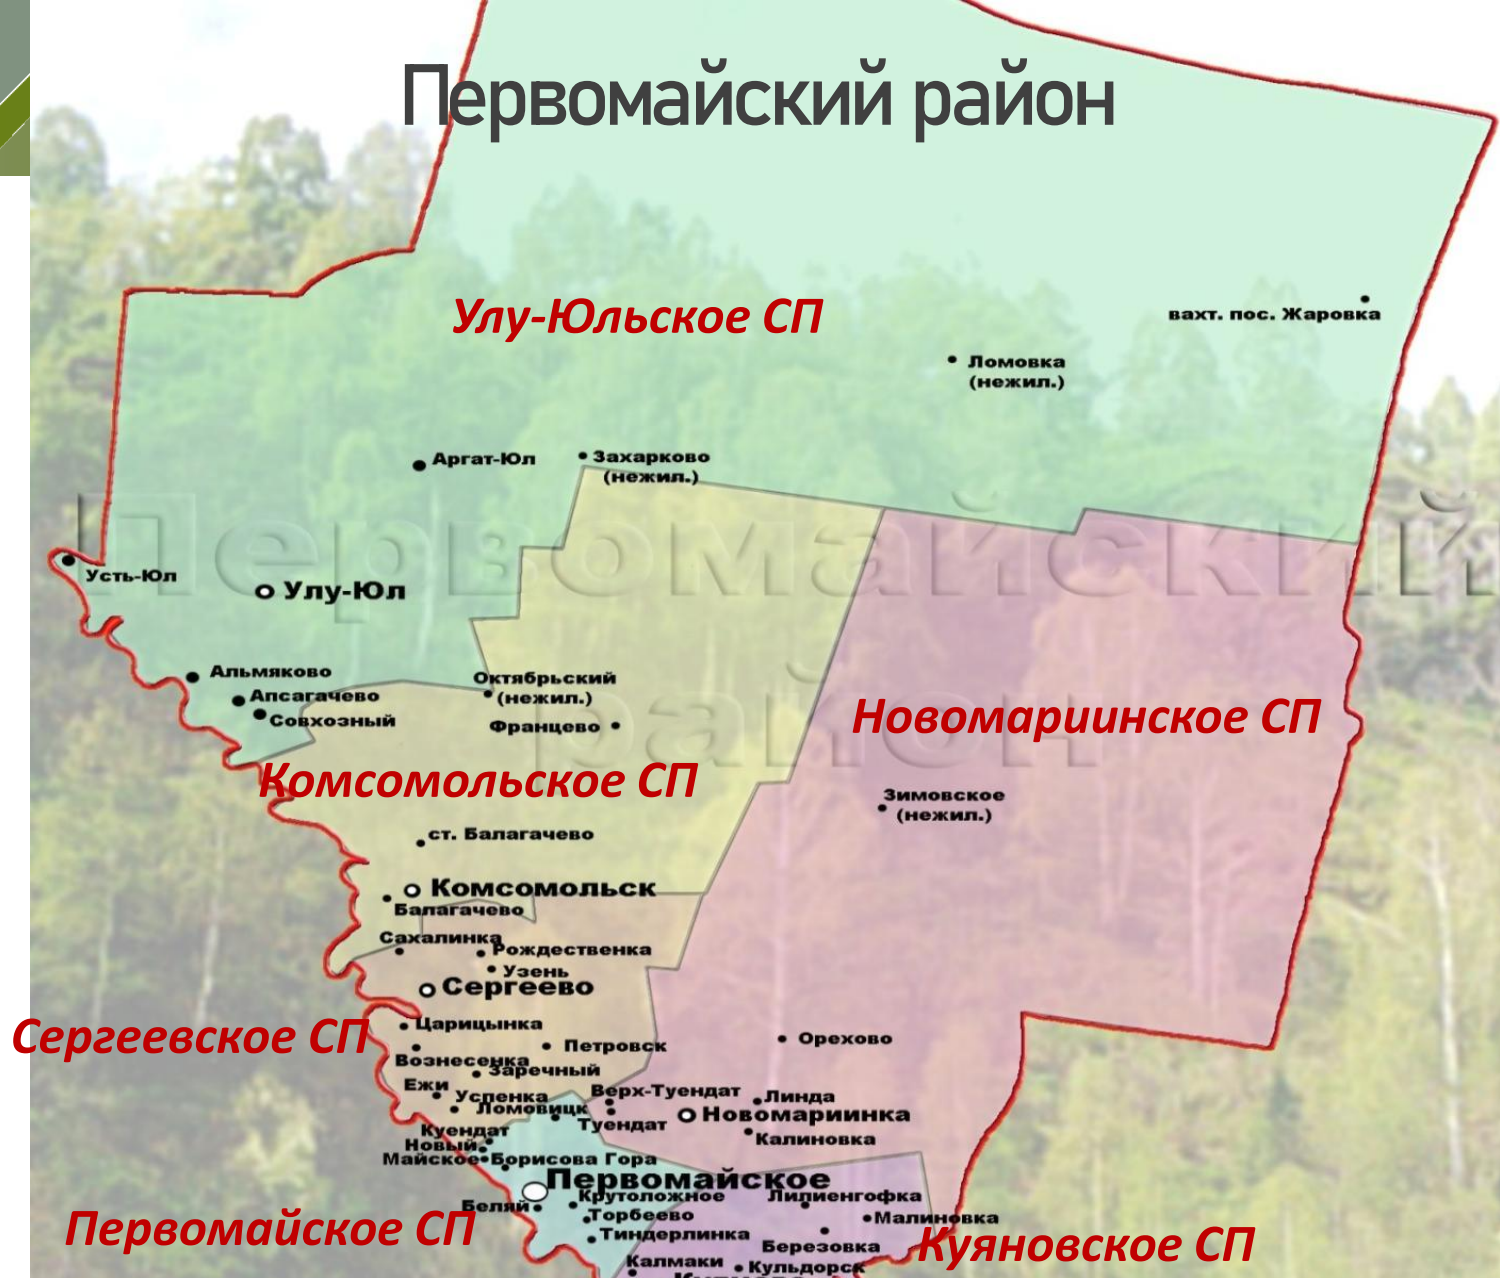 Первомайский район
Улу-Юльское СП
вахт. пос. Жаровка
Ломовка
(нежил.)
Аргат-Юл
Захарково
(нежил.)
Первомайский
район
Усть-Юл
Улу-Юл
Альмяково
Апсагачево
Совхозный
Октябрьский
(нежил.)
Францево
Новомариинское СП
Комсомольское СП
Зимовское
(нежил.)
ст. Балагачево
Комсомольск
Балагачево
Сахалинка
Рождественка
Узень
Сергеево
Сергеевское СП
Царицынка
Петровск
Орехово
Вознесенка
Заречный
Ежи
Успенка
Ломовицк
Верх-Туендат
Линда
Новомариинка
Туендат
Калиновка
Куендат
Новый
Майское
Борисова Гора
Первомайское
Беляй
Крутоложное
Лилиенгофка
Торбеево
Малиновка
Первомайское СП
Тиндерлинка
Березовка
Куяновское СП
Калмаки
Кульдорск